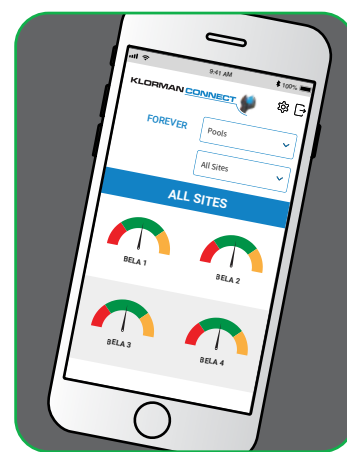 9:41 AM
100%
KLORMAN CONNECT
FOREVER
Pools
All Sites
ALL SITES
BELA 1
BELA 2
BELA 3
BELA 4